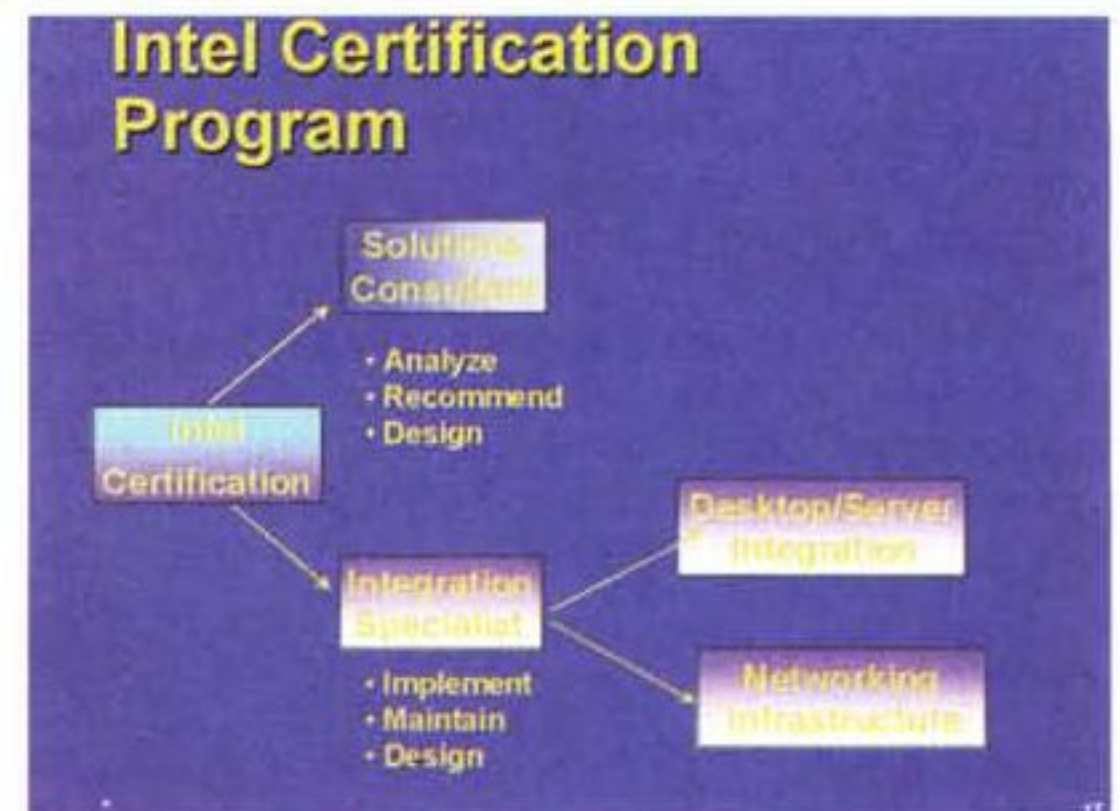 Intel Certification
Program
Solutions
Consultant
• Analyze
• Recommend
• Design
Intel
Certification
Desktop/Server
Integration
Integration
Specialist
• Implement
• Maintain
• Design
Networking
Infrastructure